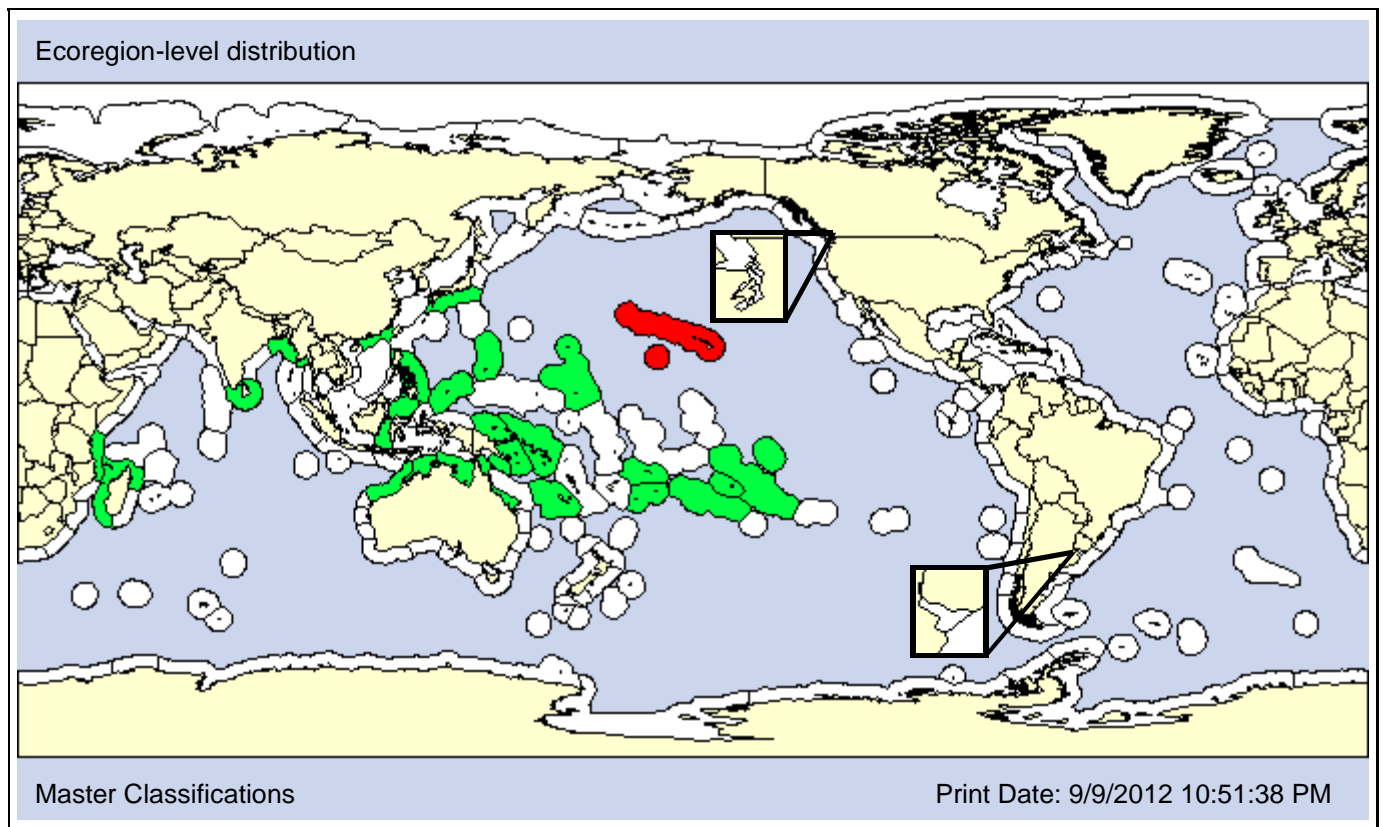 Ecoregion-level distribution
Master Classifications
Print Date: 9/9/2012 10:51:38 PM